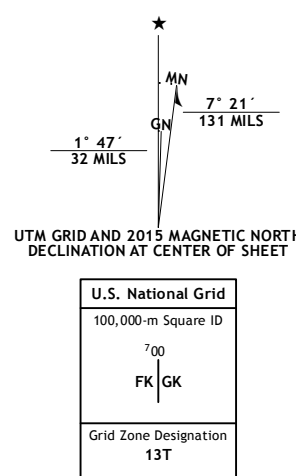 ★
MN
7° 21´
131 MILS
GN
1° 47´
32 MILS
UTM GRID AND 2015 MAGNETIC NORTH
DECLINATION AT CENTER OF SHEET
U.S. National Grid
100,000-m Square ID
⁷00
FK GK
Grid Zone Designation
13T